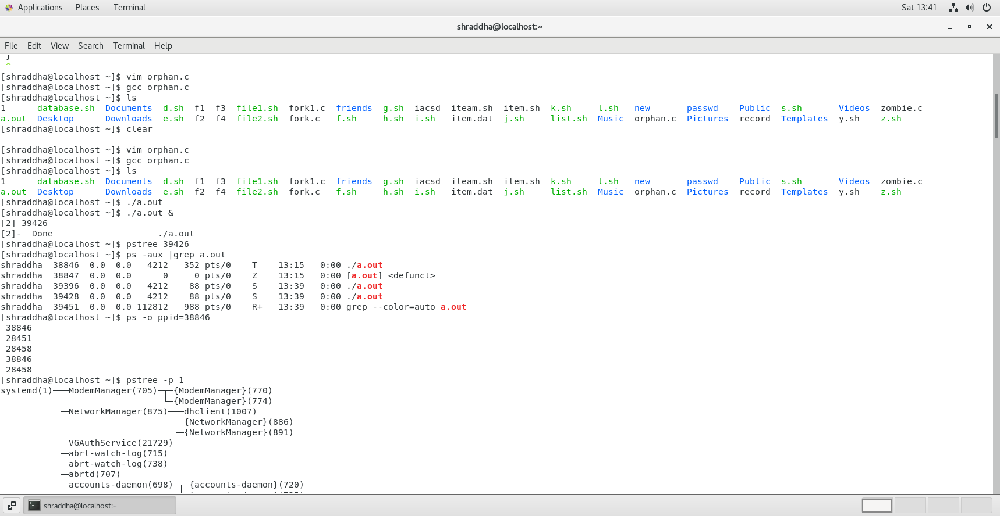 Applications Places Terminal Sat 13:41
shraddha@localhost:~
File Edit View Search Terminal Help
}
^
[shraddha@localhost ~]$ vim orphan.c
[shraddha@localhost ~]$ gcc orphan.c
[shraddha@localhost ~]$ ls
1      database.sh  Documents  d.sh  f1  f3  file1.sh  fork1.c  friends  g.sh  iacsd  iteam.sh  item.sh  k.sh     l.sh   new       passwd    Public  s.sh       Videos  zombie.c
a.out  Desktop      Downloads  e.sh  f2  f4  file2.sh  fork.c   f.sh     h.sh  i.sh   item.dat  j.sh     list.sh  Music  orphan.c  Pictures  record  Templates  y.sh    z.sh
[shraddha@localhost ~]$ clear
[shraddha@localhost ~]$ vim orphan.c
[shraddha@localhost ~]$ gcc orphan.c
[shraddha@localhost ~]$ ls
1      database.sh  Documents  d.sh  f1  f3  file1.sh  fork1.c  friends  g.sh  iacsd  iteam.sh  item.sh  k.sh     l.sh   new       passwd    Public  s.sh       Videos  zombie.c
a.out  Desktop      Downloads  e.sh  f2  f4  file2.sh  fork.c   f.sh     h.sh  i.sh   item.dat  j.sh     list.sh  Music  orphan.c  Pictures  record  Templates  y.sh    z.sh
[shraddha@localhost ~]$ ./a.out
[shraddha@localhost ~]$ ./a.out &
[2] 39426
[2]-  Done                    ./a.out
[shraddha@localhost ~]$ pstree 39426
[shraddha@localhost ~]$ ps -aux |grep a.out
shraddha  38846  0.0  0.0   4212   352 pts/0    T    13:15   0:00 ./a.out
shraddha  38847  0.0  0.0      0     0 pts/0    Z    13:15   0:00 [a.out] <defunct>
shraddha  39396  0.0  0.0   4212    88 pts/0    S    13:39   0:00 ./a.out
shraddha  39428  0.0  0.0   4212    88 pts/0    S    13:39   0:00 ./a.out
shraddha  39451  0.0  0.0 112812   988 pts/0    R+   13:39   0:00 grep --color=auto a.out
[shraddha@localhost ~]$ ps -o ppid=38846
38846
28451
28458
38846
28458
[shraddha@localhost ~]$ pstree -p 1
systemd(1)─┬─ModemManager(705)─┬─{ModemManager}(770)
           │                   └─{ModemManager}(774)
           ├─NetworkManager(875)─┬─dhclient(1007)
           │                     ├─{NetworkManager}(886)
           │                     └─{NetworkManager}(891)
           ├─VGAuthService(21729)
           ├─abrt-watch-log(715)
           ├─abrt-watch-log(738)
           ├─abrtd(707)
           ├─accounts-daemon(698)─┬─{accounts-daemon}(720)
shraddha@localhost:~